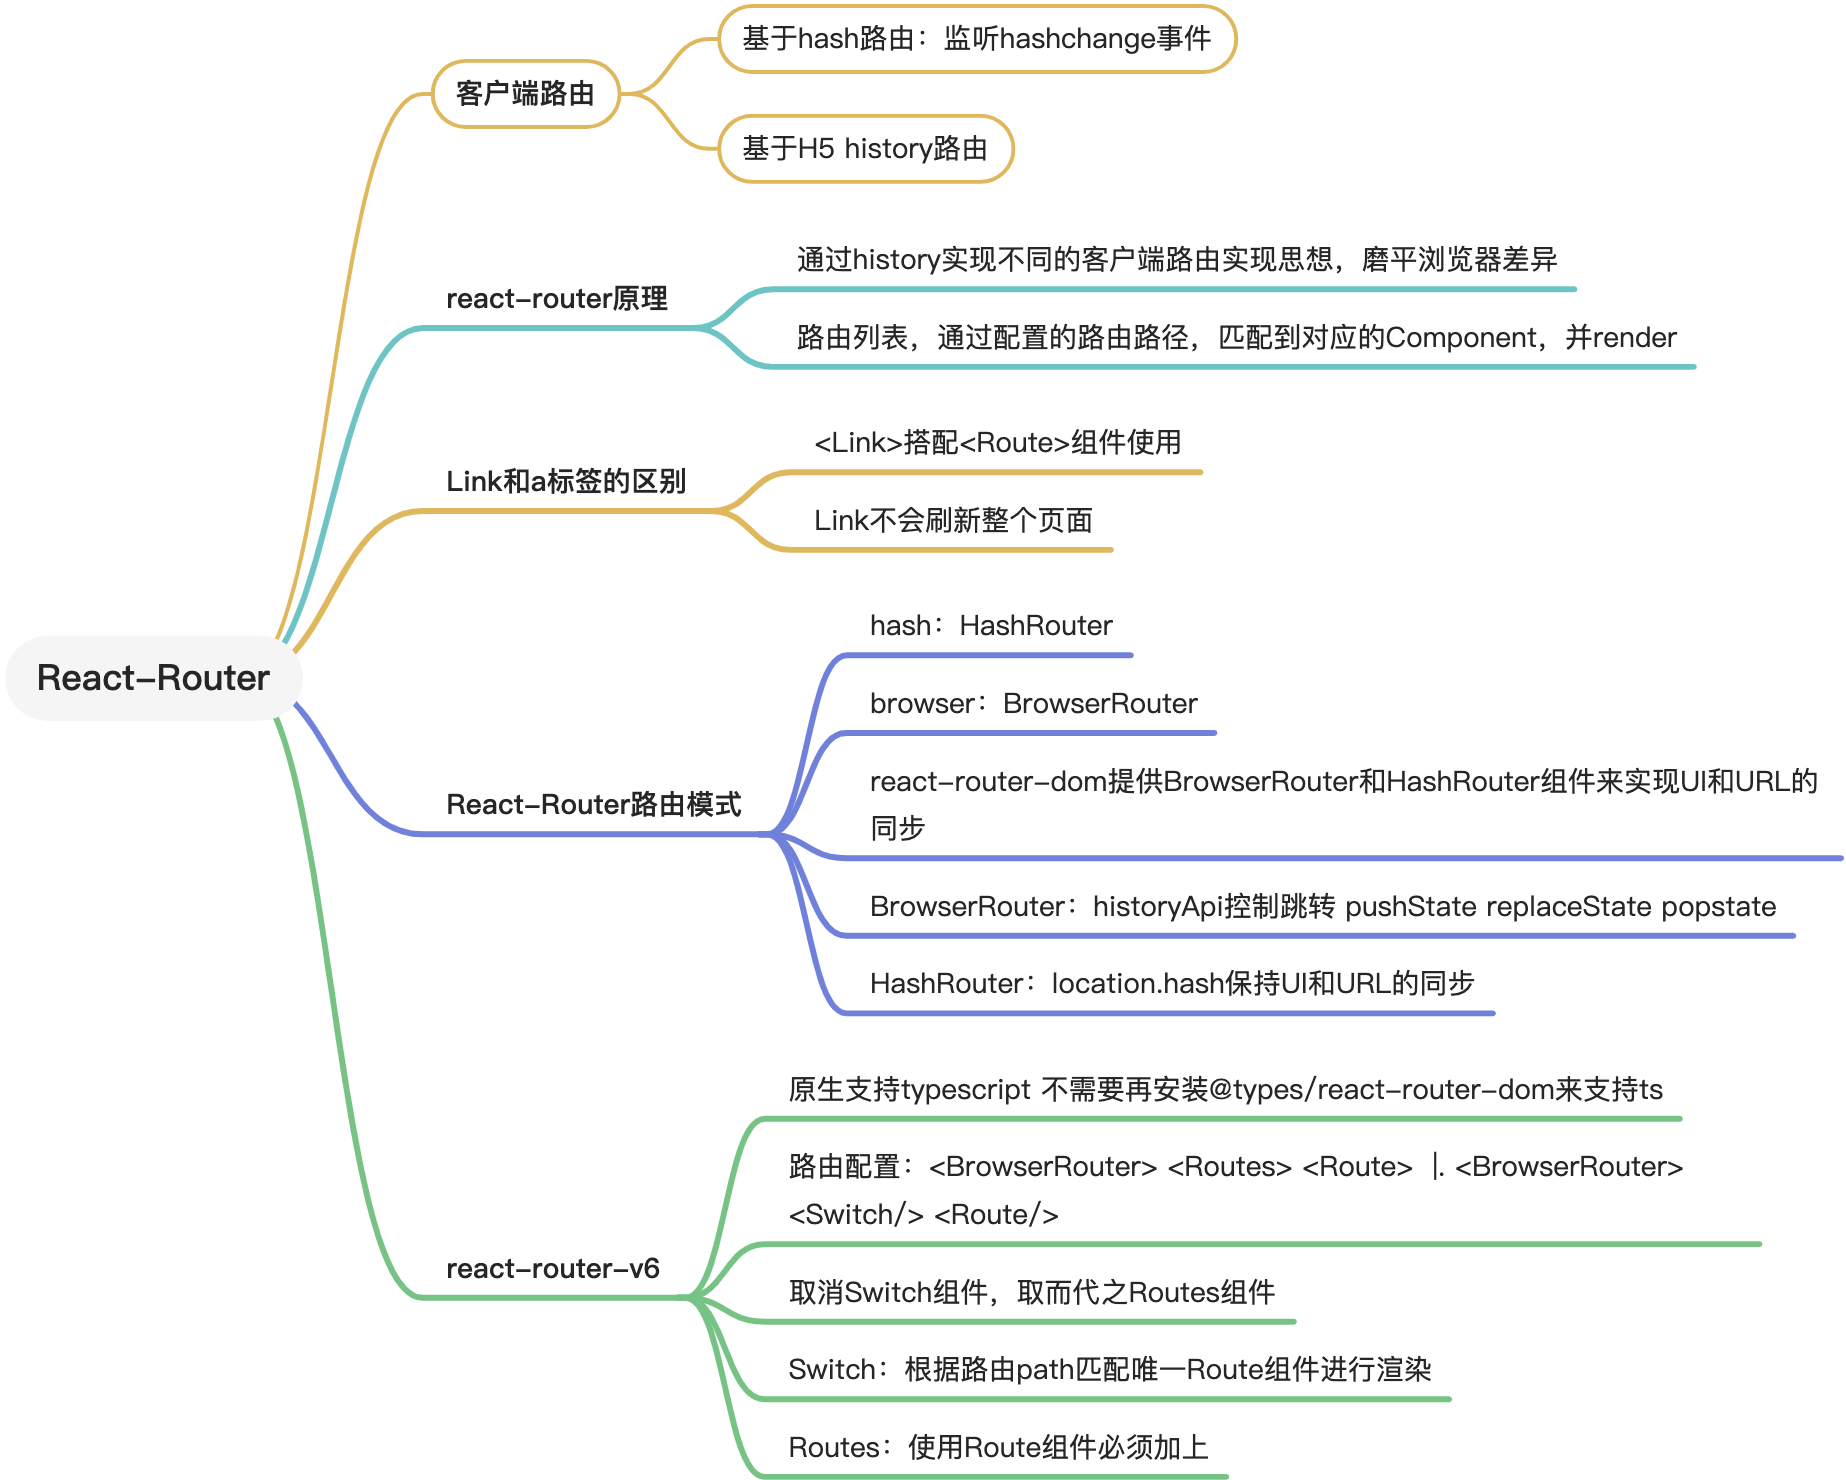 基于hash路由：监听hashchange事件
客户端路由
基于H5 history路由
通过history实现不同的客户端路由实现思想，磨平浏览器差异
react-router原理
路由列表，通过配置的路由路径，匹配到对应的Component，并render
<Link>搭配<Route>组件使用
Link和a标签的区别
Link不会刷新整个页面
hash：HashRouter
React-Router
browser：BrowserRouter
react-router-dom提供BrowserRouter和HashRouter组件来实现UI和URL的
同步
React-Router路由模式
BrowserRouter：historyApi控制跳转 pushState replaceState popstate
HashRouter：location.hash保持UI和URL的同步
原生支持typescript 不需要再安装@types/react-router-dom来支持ts
路由配置：<BrowserRouter> <Routes> <Route>  |. <BrowserRouter>
<Switch/> <Route/>
react-router-v6
取消Switch组件，取而代之Routes组件
Switch：根据路由path匹配唯一Route组件进行渲染
Routes：使用Route组件必须加上